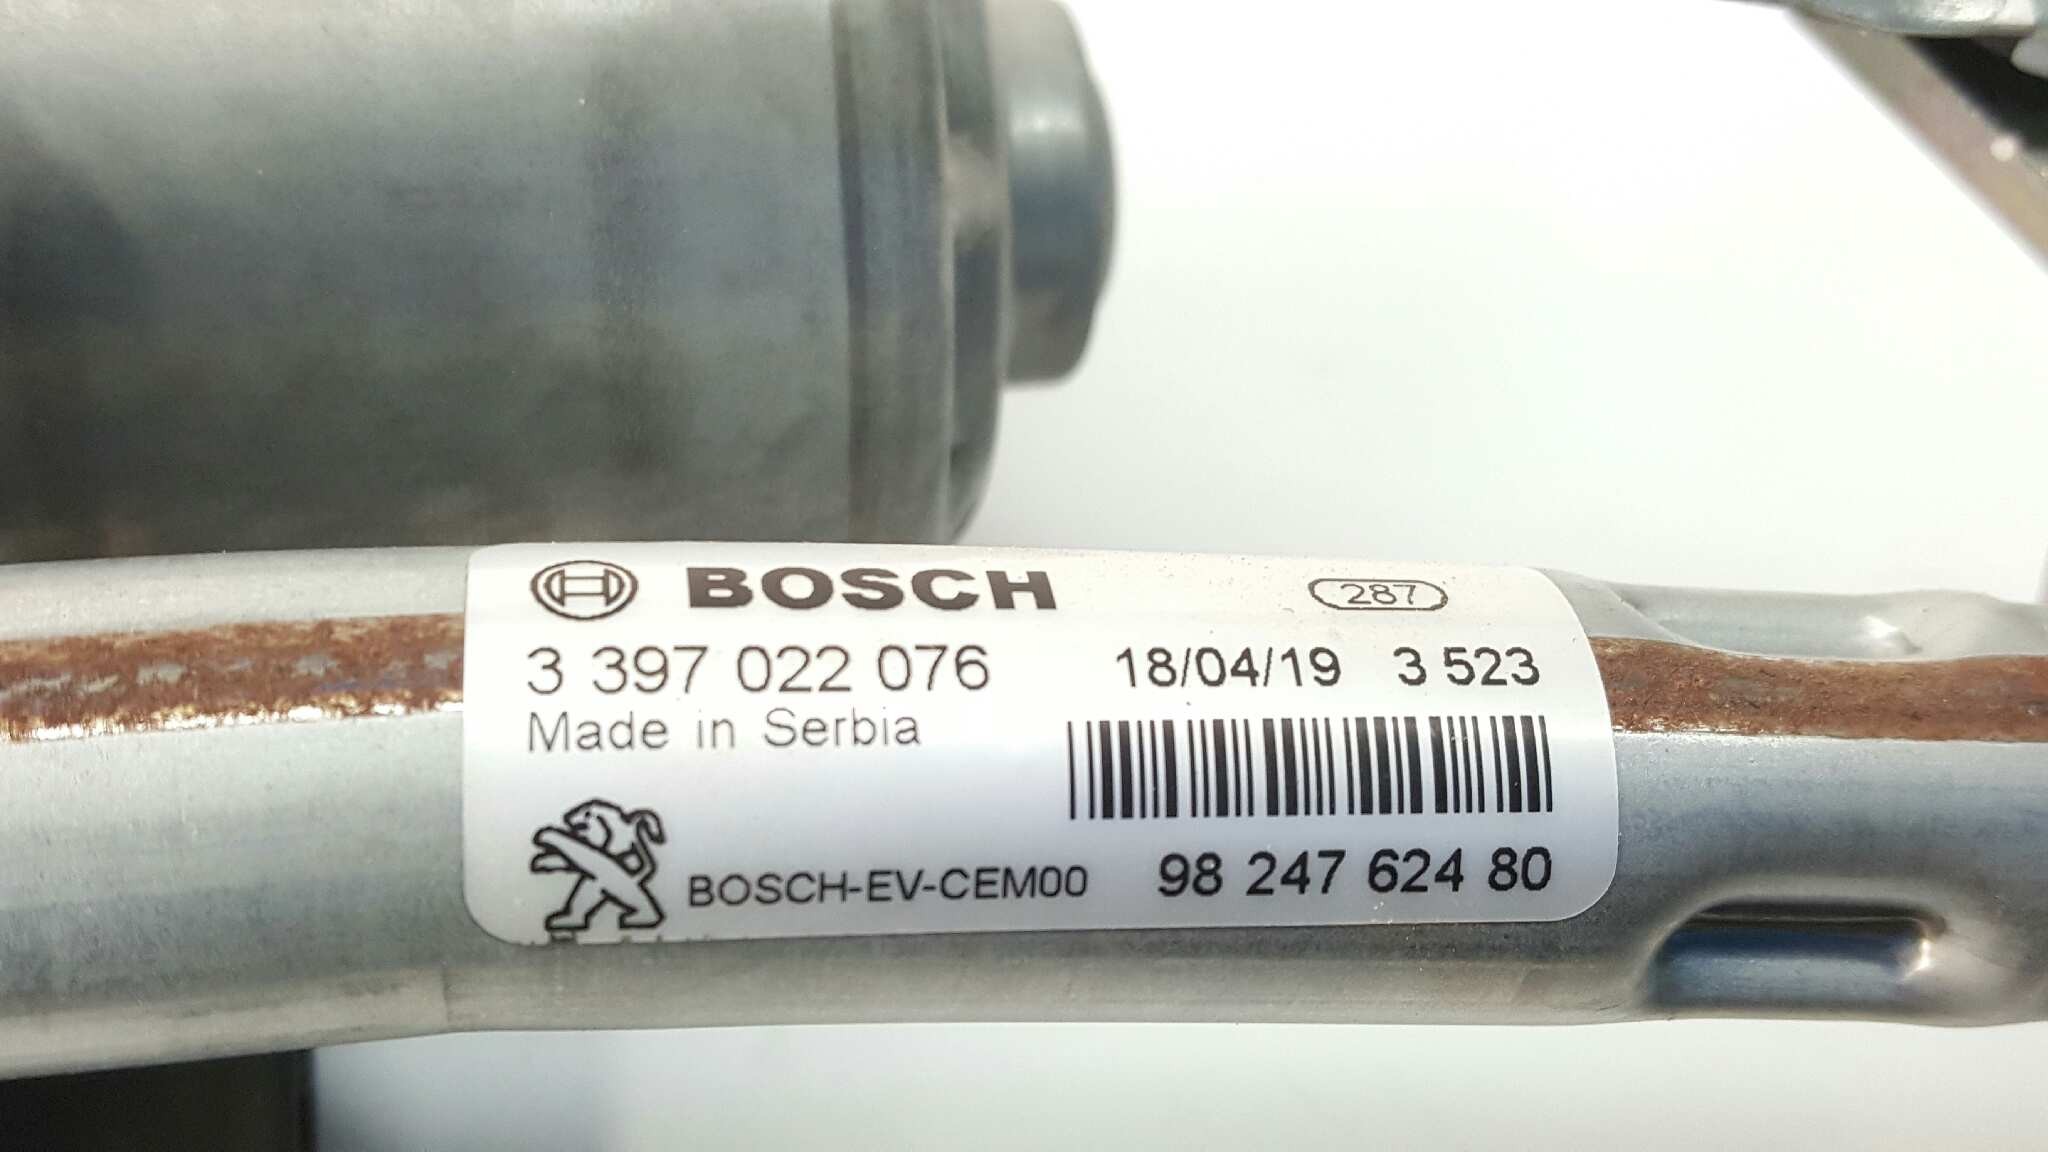 BOSCH 287
3 397 022 076 18/04/19 3 523
Made in Serbia
BOSCH-EV-CEM00 98 247 624 80